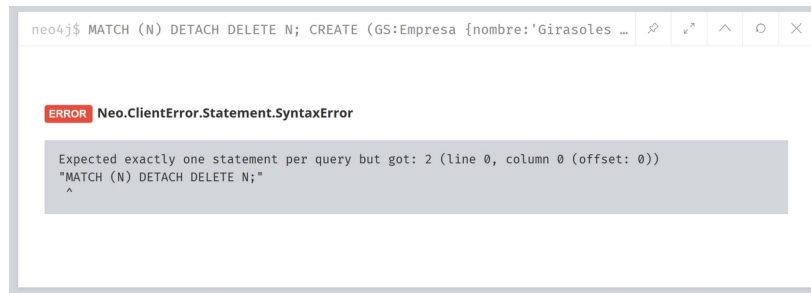 neo4j$ MATCH (N) DETACH DELETE N; CREATE (GS:Empresa {nombre:'Girasoles …
ERROR Neo.ClientError.Statement.SyntaxError
Expected exactly one statement per query but got: 2 (line 0, column 0 (offset: 0))
"MATCH (N) DETACH DELETE N;"
^